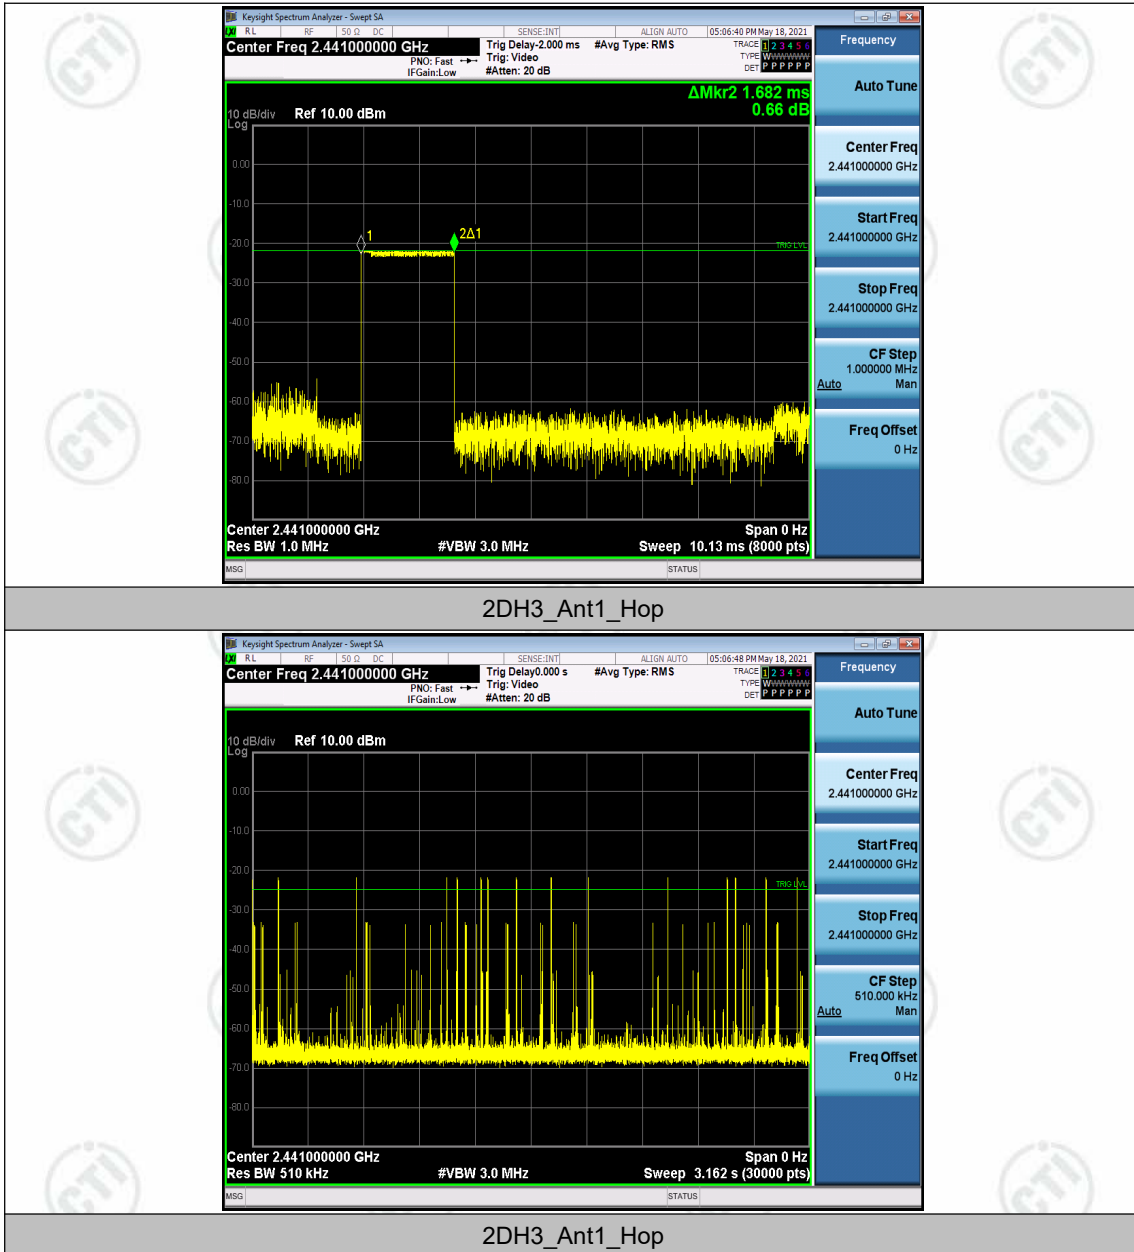 Keysight Spectrum Analyzer - Swept SA
LXI RL RF 50 Ω DC SENSE:INT ALIGN AUTO 05:06:40 PM May 18, 2021
Center Freq 2.441000000 GHz
PNO: Fast
IFGain:Low
Trig Delay-2.000 ms
Trig: Video
#Atten: 20 dB
#Avg Type: RMS
TRACE 1 2 3 4 5 6
TYPE WWWWWW
DET P P P P P P
ΔMkr2 1.682 ms
0.66 dB
10 dB/div
Log
Ref 10.00 dBm
0.00
-10.0
-20.0
-30.0
-40.0
-50.0
-60.0
-70.0
-80.0
1
2Δ1
TRIG LVL
Center 2.441000000 GHz
Span 0 Hz
Res BW 1.0 MHz
#VBW 3.0 MHz
Sweep 10.13 ms (8000 pts)
MSG
STATUS
Frequency
Auto Tune
Center Freq
2.441000000 GHz
Start Freq
2.441000000 GHz
Stop Freq
2.441000000 GHz
CF Step
1.000000 MHz
Auto Man
Freq Offset
0 Hz
2DH3_Ant1_Hop
Keysight Spectrum Analyzer - Swept SA
LXI RL RF 50 Ω DC SENSE:INT ALIGN AUTO 05:06:48 PM May 18, 2021
Center Freq 2.441000000 GHz
PNO: Fast
IFGain:Low
Trig Delay0.000 s
Trig: Video
#Atten: 20 dB
#Avg Type: RMS
TRACE 1 2 3 4 5 6
TYPE WWWWWW
DET P P P P P P
10 dB/div
Log
Ref 10.00 dBm
0.00
-10.0
-20.0
-30.0
-40.0
-50.0
-60.0
-70.0
-80.0
TRIG LVL
Center 2.441000000 GHz
Span 0 Hz
Res BW 510 kHz
#VBW 3.0 MHz
Sweep 3.162 s (30000 pts)
MSG
STATUS
Frequency
Auto Tune
Center Freq
2.441000000 GHz
Start Freq
2.441000000 GHz
Stop Freq
2.441000000 GHz
CF Step
510.000 kHz
Auto Man
Freq Offset
0 Hz
2DH3_Ant1_Hop
CTI
CTI
CTI
CTI
CTI
CTI
CTI
CTI